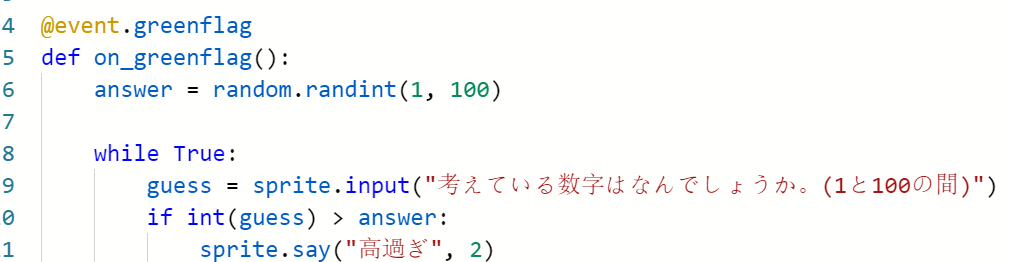 4 @event.greenflag
5 def on_greenflag():
6     answer = random.randint(1, 100)
7
8     while True:
9         guess = sprite.input("考えている数字はなんでしょうか。(1と100の間)")
0         if int(guess) > answer:
1             sprite.say("高過ぎ", 2)